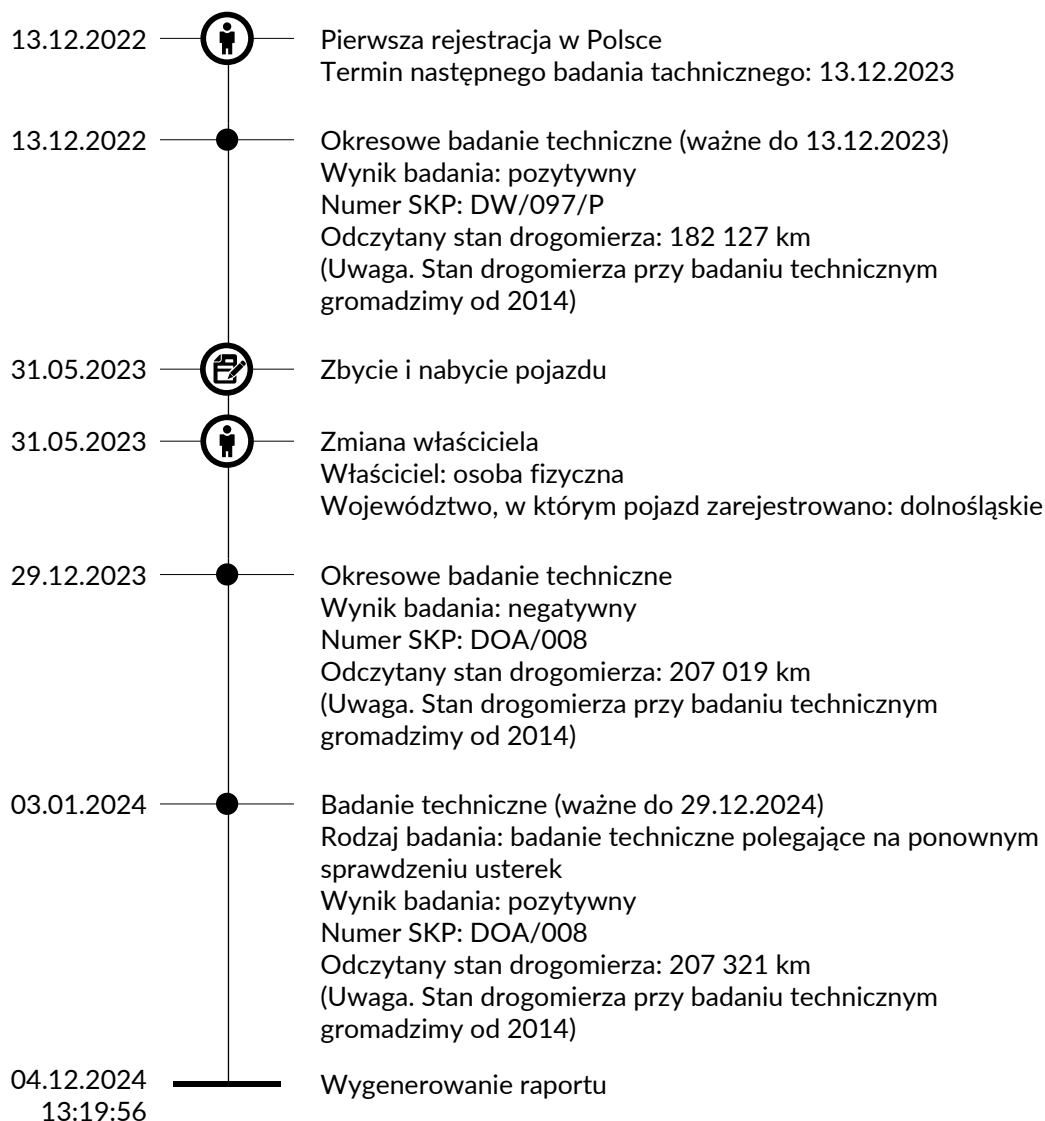 13.12.2022
Pierwsza rejestracja w Polsce
Termin następnego badania tachnicznego: 13.12.2023
13.12.2022
Okresowe badanie techniczne (ważne do 13.12.2023)
Wynik badania: pozytywny
Numer SKP: DW/097/P
Odczytany stan drogomierza: 182 127 km
(Uwaga. Stan drogomierza przy badaniu technicznym
gromadzimy od 2014)
31.05.2023
Zbycie i nabycie pojazdu
31.05.2023
Zmiana właściciela
Właściciel: osoba fizyczna
Województwo, w którym pojazd zarejestrowano: dolnośląskie
29.12.2023
Okresowe badanie techniczne
Wynik badania: negatywny
Numer SKP: DOA/008
Odczytany stan drogomierza: 207 019 km
(Uwaga. Stan drogomierza przy badaniu technicznym
gromadzimy od 2014)
03.01.2024
Badanie techniczne (ważne do 29.12.2024)
Rodzaj badania: badanie techniczne polegające na ponownym
sprawdzeniu usterek
Wynik badania: pozytywny
Numer SKP: DOA/008
Odczytany stan drogomierza: 207 321 km
(Uwaga. Stan drogomierza przy badaniu technicznym
gromadzimy od 2014)
04.12.2024
13:19:56
Wygenerowanie raportu